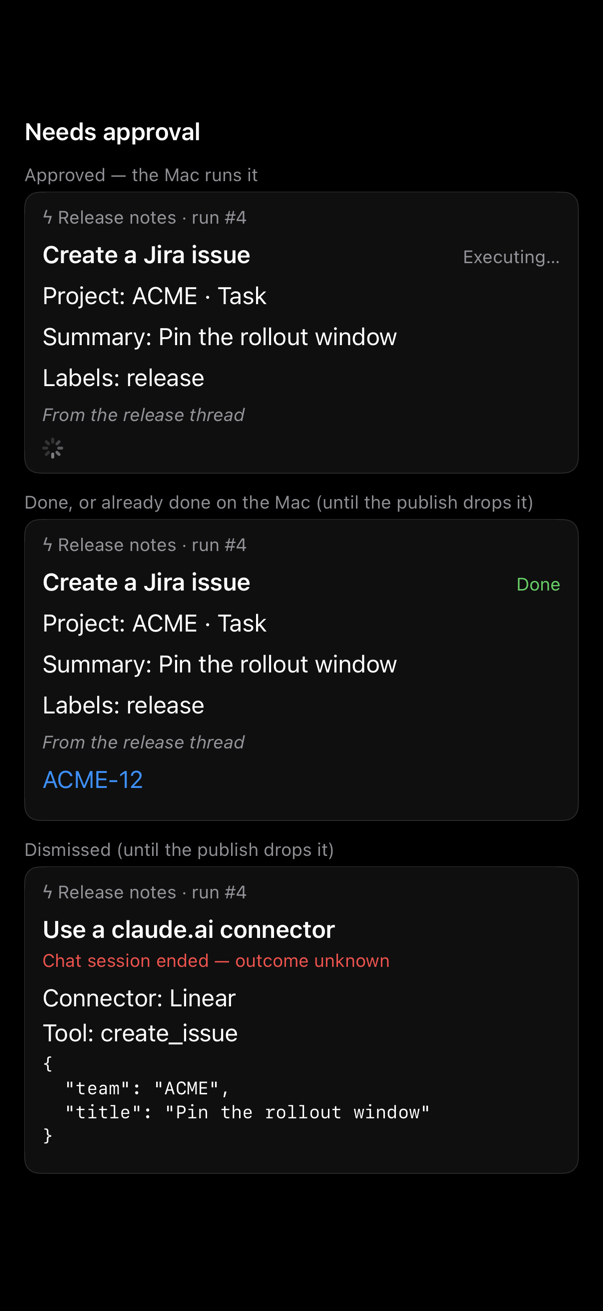 Needs approval
Approved — the Mac runs it
ϟ Release notes · run #4
Create a Jira issue
Executing…
Project: ACME · Task
Summary: Pin the rollout window
Labels: release
From the release thread
Done, or already done on the Mac (until the publish drops it)
ϟ Release notes · run #4
Create a Jira issue
Done
Project: ACME · Task
Summary: Pin the rollout window
Labels: release
From the release thread
ACME-12
Dismissed (until the publish drops it)
ϟ Release notes · run #4
Use a claude.ai connector
Chat session ended — outcome unknown
Connector: Linear
Tool: create_issue
{
  "team": "ACME",
  "title": "Pin the rollout window"
}